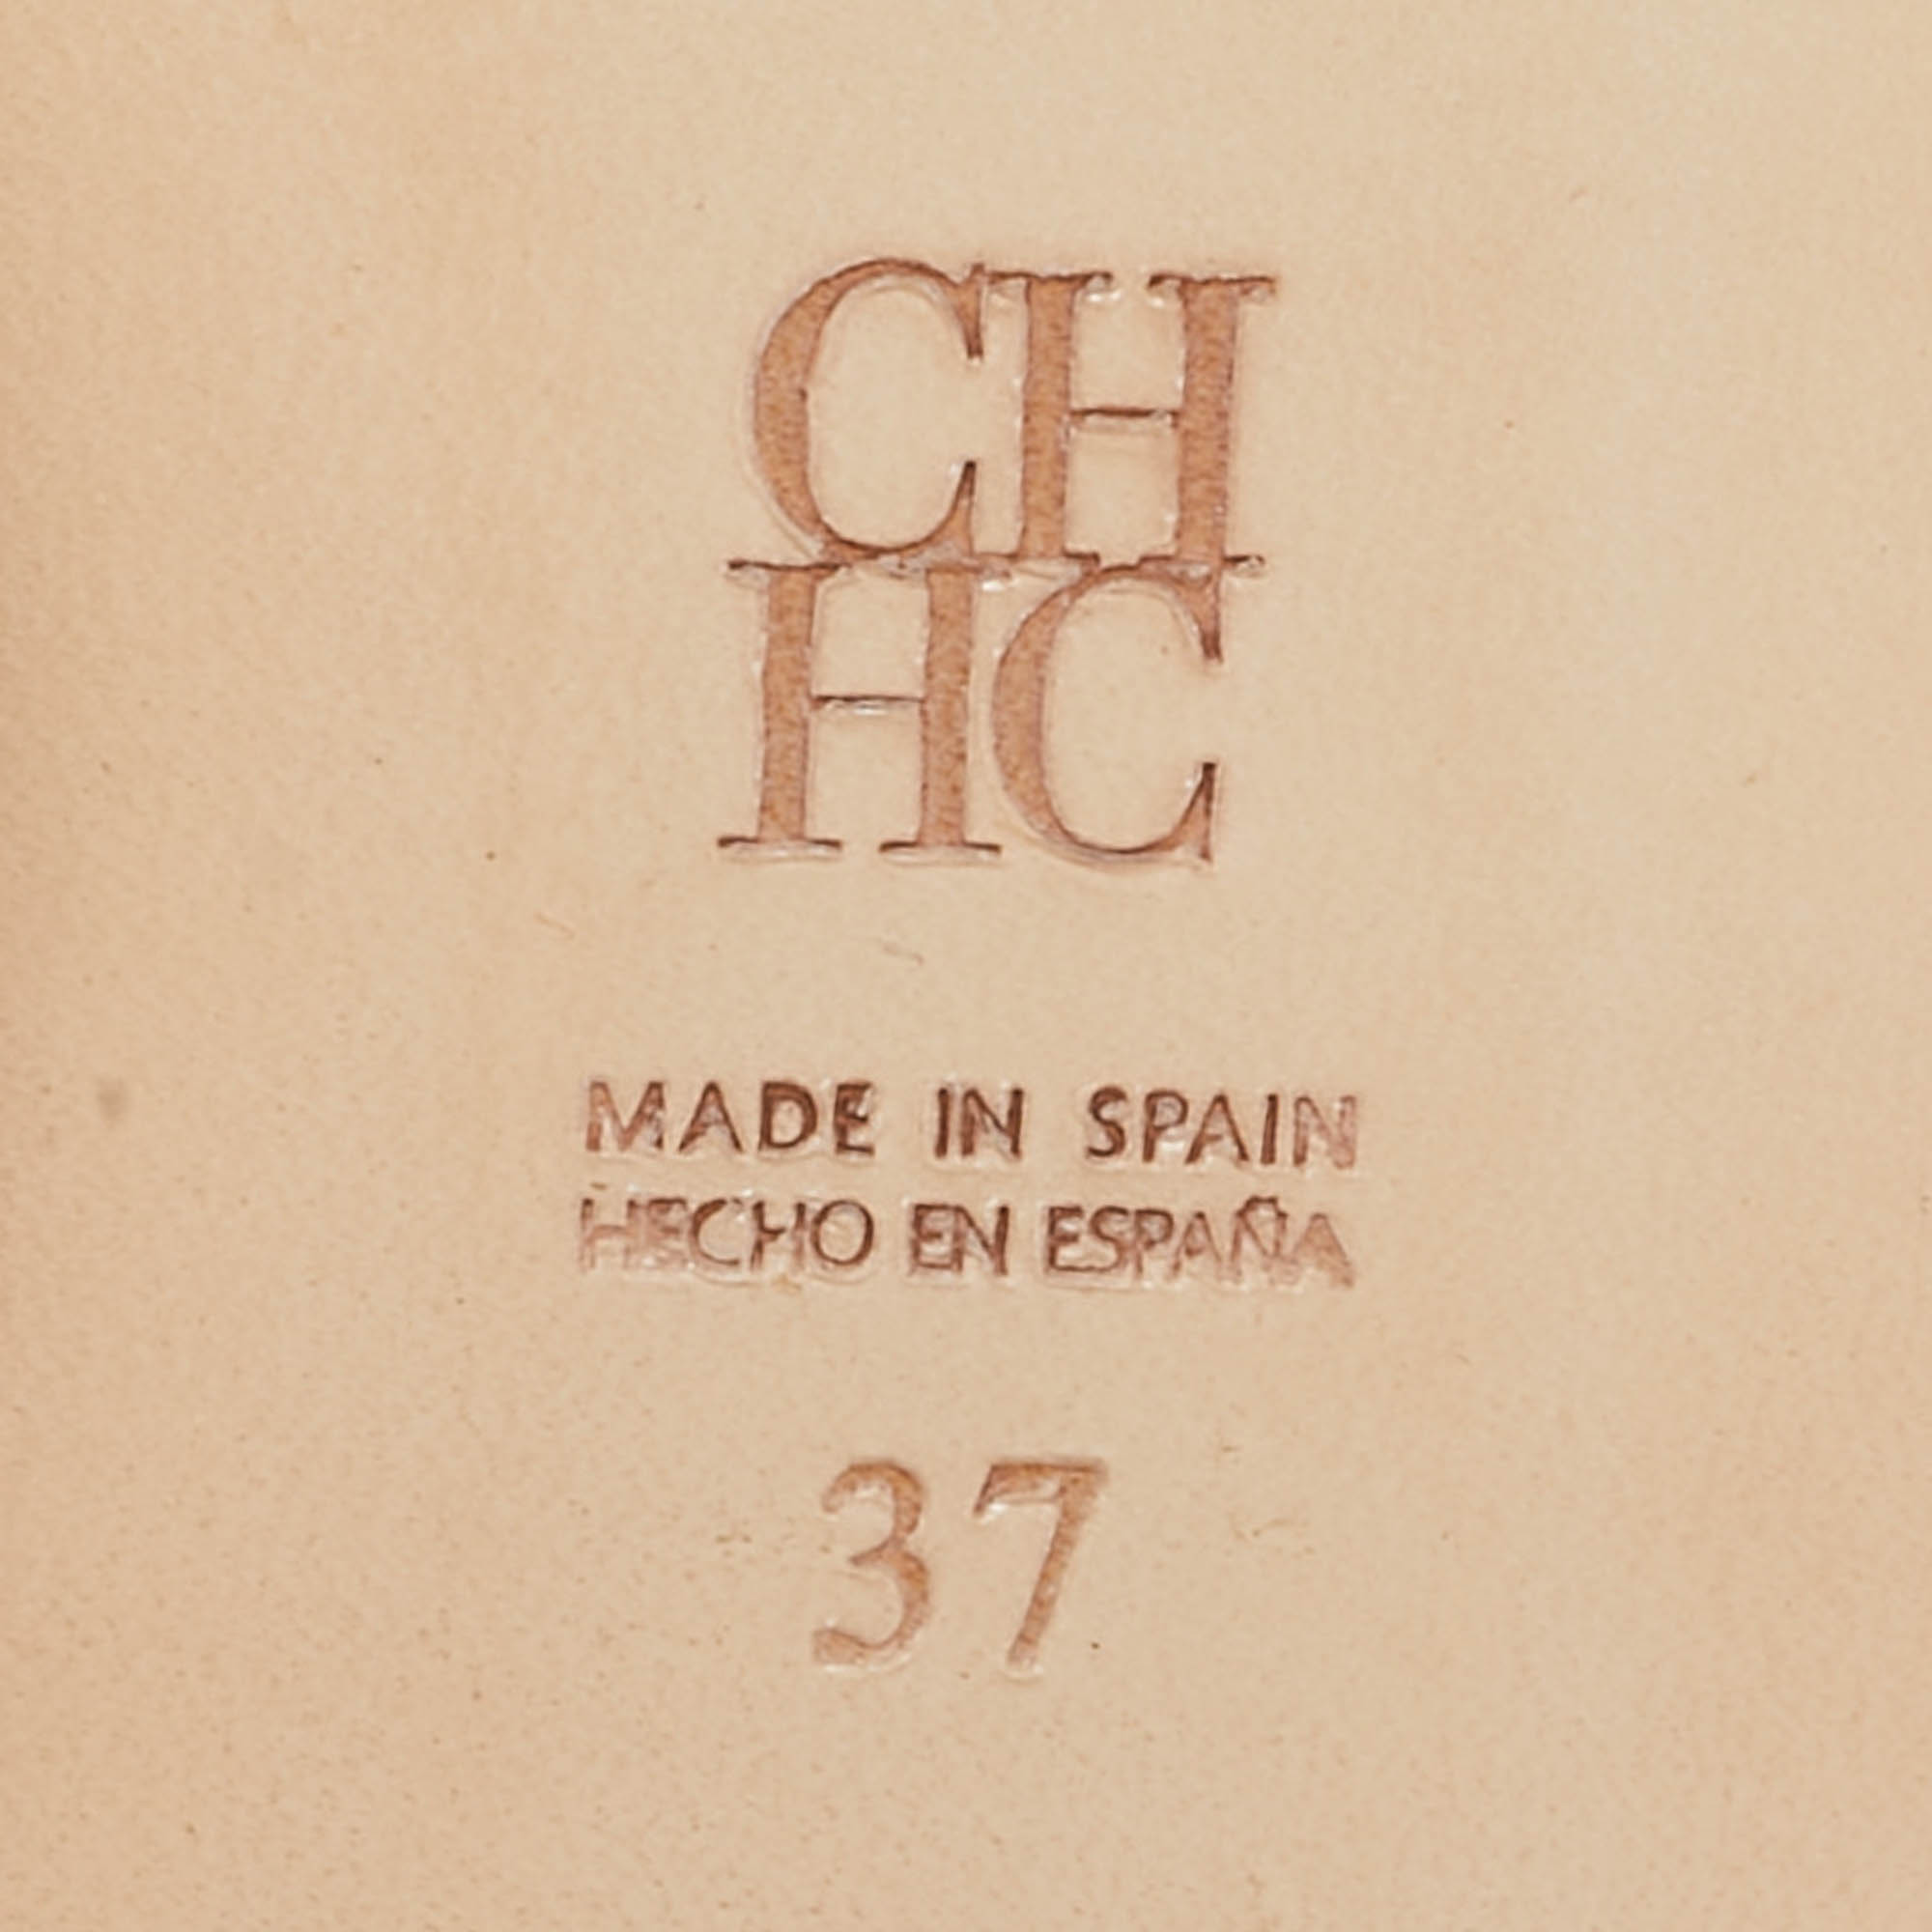 CH
HC
MADE IN SPAIN
HECHO EN ESPAÑA
37